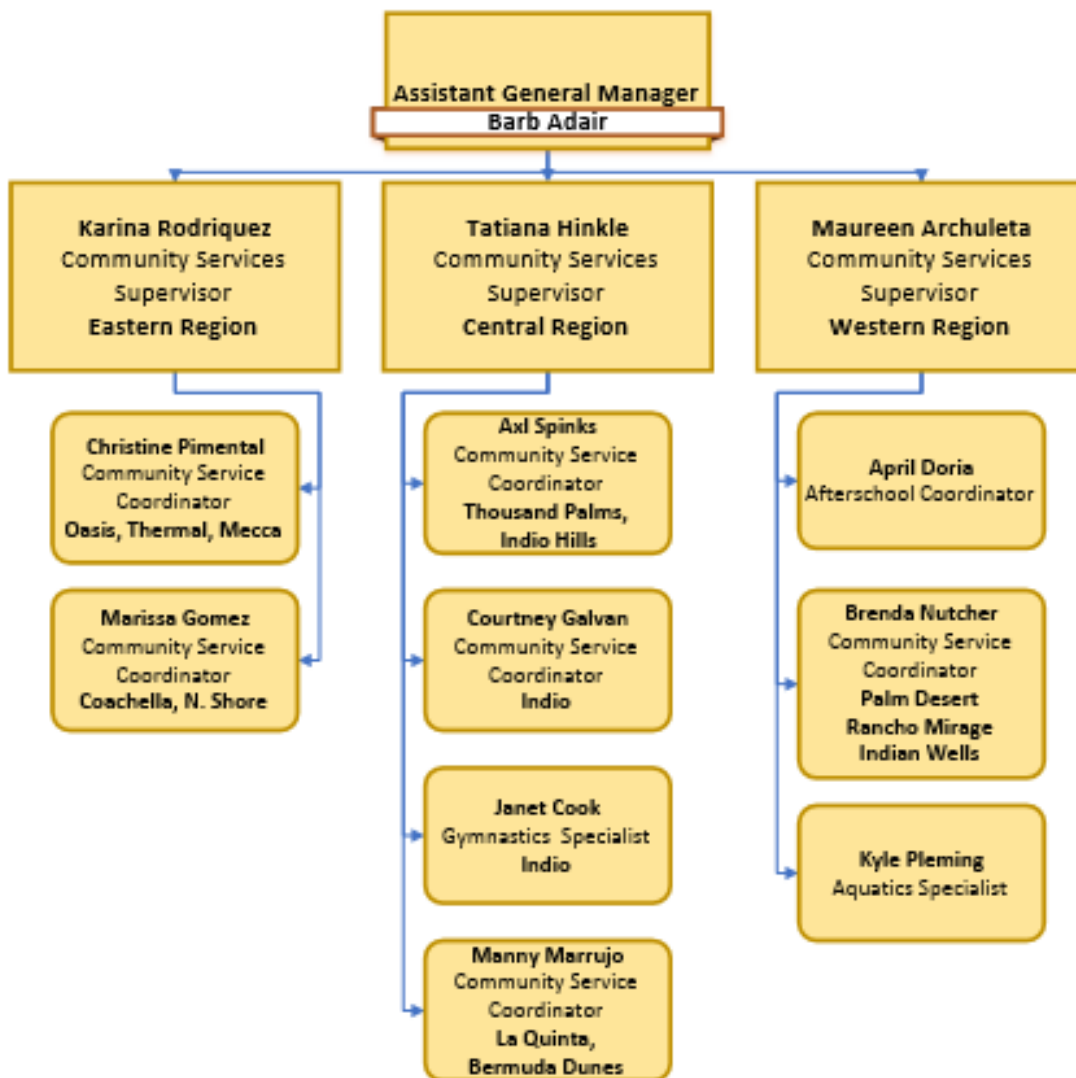 Assistant General Manager
Barb Adair
Karina Rodriquez
Community Services
Supervisor
Eastern Region
Tatiana Hinkle
Community Services
Supervisor
Central Region
Maureen Archuleta
Community Services
Supervisor
Western Region
Christine Pimental
Community Service
Coordinator
Oasis, Thermal, Mecca
Marissa Gomez
Community Service
Coordinator
Coachella, N. Shore
Axl Spinks
Community Service
Coordinator
Thousand Palms,
Indio Hills
Courtney Galvan
Community Service
Coordinator
Indio
Janet Cook
Gymnastics Specialist
Indio
Manny Marrujo
Community Service
Coordinator
La Quinta,
Bermuda Dunes
April Doria
Afterschool Coordinator
Brenda Nutcher
Community Service
Coordinator
Palm Desert
Rancho Mirage
Indian Wells
Kyle Pleming
Aquatics Specialist